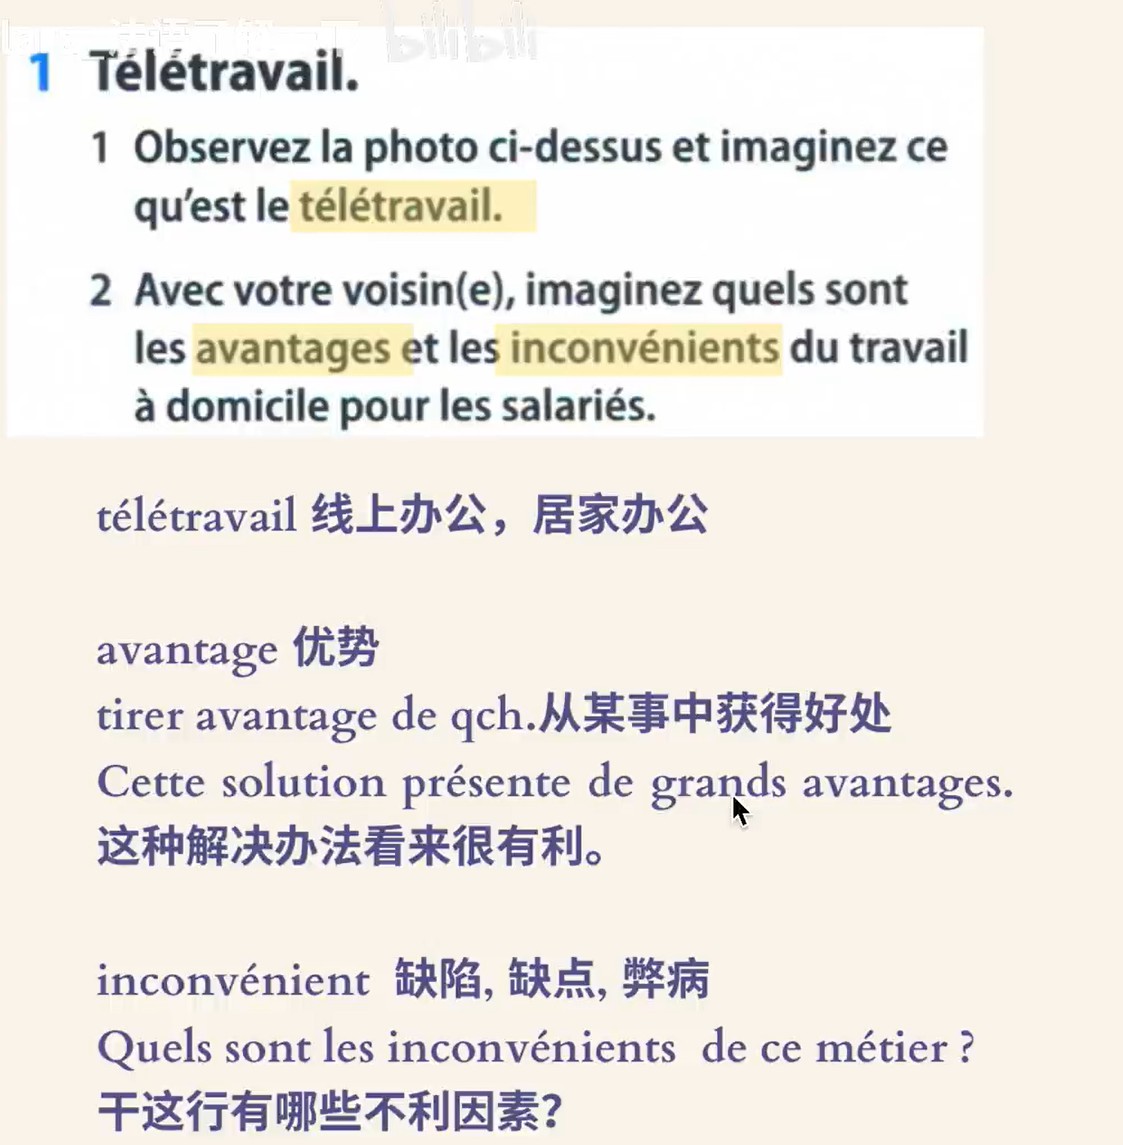 bilibili
1 Télétravail.
1 Observez la photo ci-dessus et imaginez ce
qu'est le télétravail.
2 Avec votre voisin(e), imaginez quels sont
les avantages et les inconvénients du travail
à domicile pour les salariés.
télétravail 线上办公，居家办公
avantage 优势
tirer avantage de qch.从某事中获得好处
Cette solution présente de grands avantages.
这种解决办法看来很有利。
inconvénient 缺陷, 缺点, 弊病
Quels sont les inconvénients de ce métier ?
干这行有哪些不利因素?